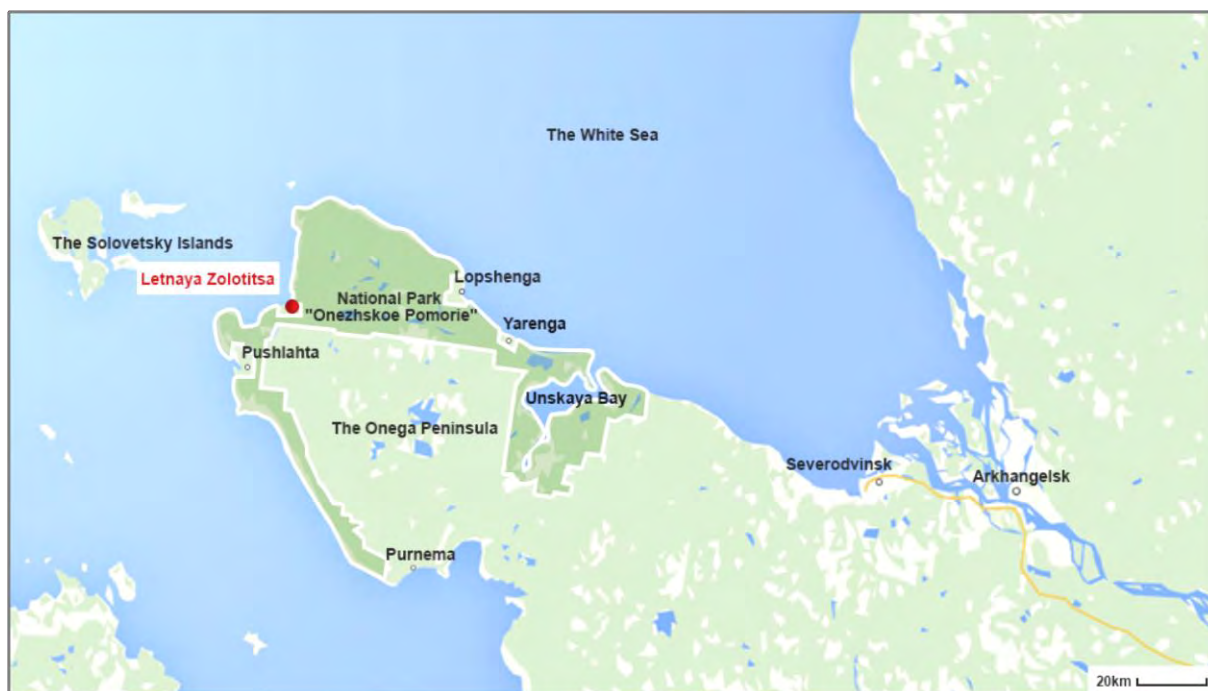 The White Sea
The Solovetsky Islands
Letnaya Zolotitsa
Lopshenga
National Park
"Onezhskoe Pomorie"
Yarenga
Pushlahta
Unskaya Bay
The Onega Peninsula
Severodvinsk
Arkhangelsk
Purnema
20km